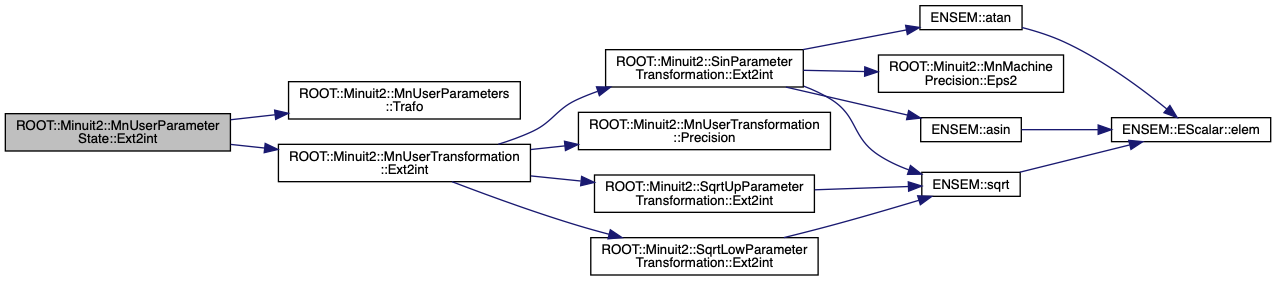 ROOT::Minuit2::MnUserParameter
State::Ext2int
ROOT::Minuit2::MnUserParameters
::Trafo
ROOT::Minuit2::MnUserTransformation
::Ext2int
ROOT::Minuit2::SinParameter
Transformation::Ext2int
ROOT::Minuit2::MnUserTransformation
::Precision
ROOT::Minuit2::SqrtUpParameter
Transformation::Ext2int
ROOT::Minuit2::SqrtLowParameter
Transformation::Ext2int
ENSEM::atan
ROOT::Minuit2::MnMachine
Precision::Eps2
ENSEM::asin
ENSEM::sqrt
ENSEM::EScalar::elem